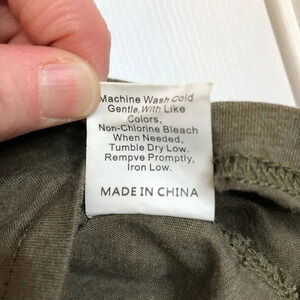 Machine Wash Cold
Gentle, With Like
Colors,
Non-Chlorine Bleach
When Needed,
Tumble Dry Low.
Rempve Promptly,
Iron Low.
MADE IN CHINA